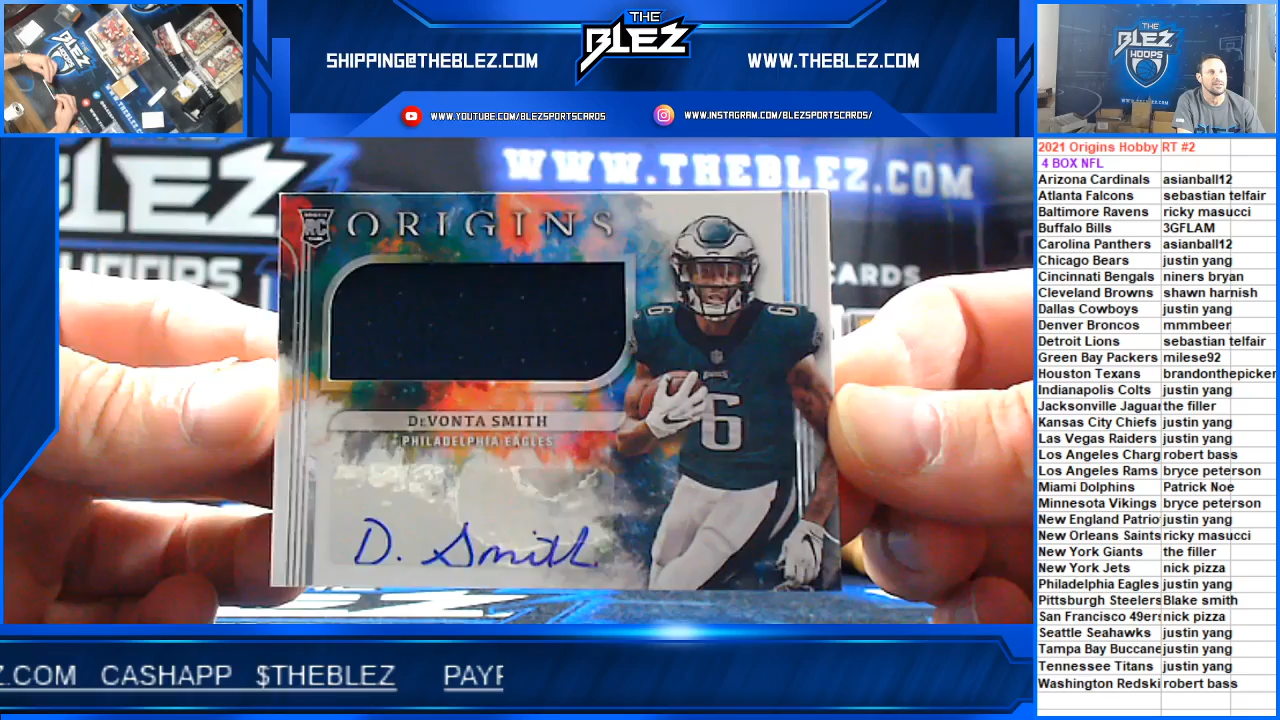 THE
BLEZ
SHIPPING@THEBLEZ.COM
WWW.THEBLEZ.COM
WWW.YOUTUBE.COM/BLEZSPORTSCARDS
WWW.INSTAGRAM.COM/BLEZSPORTSCARDS/
THE
BLEZ
HOOPS
WWW.THEBLEZ.COM
CARDS
RC
ORIGINS
6
6
DEVONTA SMITH
PHILADELPHIA EAGLES
D. Smith
Z.COM CASHAPP $THEBLEZ PAYP
2021 Origins Hobby RT #2
4 BOX NFL
Arizona Cardinals asianball12
Atlanta Falcons sebastian telfair
Baltimore Ravens ricky masucci
Buffalo Bills 3GFLAM
Carolina Panthers asianball12
Chicago Bears justin yang
Cincinnati Bengals niners bryan
Cleveland Browns shawn harnish
Dallas Cowboys justin yang
Denver Broncos mmmbeer
Detroit Lions sebastian telfair
Green Bay Packers milese92
Houston Texans brandonthepicker
Indianapolis Colts justin yang
Jacksonville Jaguar the filler
Kansas City Chiefs justin yang
Las Vegas Raiders justin yang
Los Angeles Charg robert bass
Los Angeles Rams bryce peterson
Miami Dolphins Patrick Noe
Minnesota Vikings bryce peterson
New England Patrio justin yang
New Orleans Saints ricky masucci
New York Giants the filler
New York Jets nick pizza
Philadelphia Eagles justin yang
Pittsburgh Steelers Blake smith
San Francisco 49ers nick pizza
Seattle Seahawks justin yang
Tampa Bay Buccane justin yang
Tennessee Titans justin yang
Washington Redski robert bass